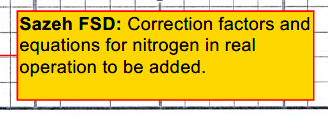 Sazeh FSD: Correction factors and
equations for nitrogen in real
operation to be added.